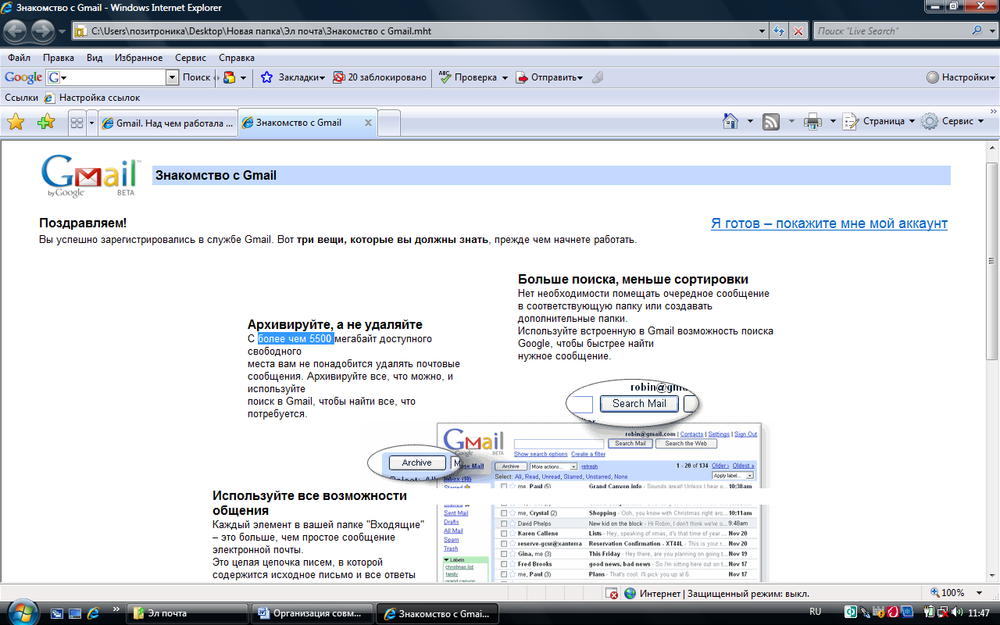 Знакомство с Gmail - Windows Internet Explorer
C:\Users\позитроника\Desktop\Новая папка\Эл почта\Знакомство с Gmail.mht
Поиск "Live Search"
Файл Правка Вид Избранное Сервис Справка
Google G Поиск Закладки 20 заблокировано ABC Проверка Отправить Настройки
Ссылки Настройка ссылок
Gmail. Над чем работала ... Знакомство с Gmail Страница Сервис
Gmail by Google BETA
Знакомство с Gmail
Поздравляем!
Я готов – покажите мне мой аккаунт
Вы успешно зарегистрировались в службе Gmail. Вот три вещи, которые вы должны знать, прежде чем начнете работать.
Больше поиска, меньше сортировки
Нет необходимости помещать очередное сообщение
в соответствующую папку или создавать
дополнительные папки.
Используйте встроенную в Gmail возможность поиска
Google, чтобы быстрее найти
нужное сообщение.
Архивируйте, а не удаляйте
С более чем 5500 мегабайт доступного
свободного
места вам не понадобится удалять почтовые
сообщения. Архивируйте все, что можно, и
используйте
поиск в Gmail, чтобы найти все, что
потребуется.
robin@gm
Search Mail
Gmail by Google BETA
robin@gmail.com | Contacts | Settings | Sign Out
Search Mail Search the Web
Show search options Create a filter
Archive
Archive More actions... refresh 1 - 20 of 134 Older › Oldest »
Select: All, Read, Unread, Starred, Unstarred, None Apply label...
Inbox (18)
Starred
me, Paul (5) Grand Canyon info - Sounds great! Unless I hear o... 10:38am
Используйте все возможности
общения
Каждый элемент в вашей папке "Входящие"
– это больше, чем простое сообщение
электронной почты.
Это целая цепочка писем, в которой
содержится исходное письмо и все ответы
Sent Mail
Drafts
All Mail
Spam
Trash
Labels
christmas list
family
grand canyon
me, Crystal (2) Shopping - Ooh, you know with Christmas right aro... 10:11am
David Phelps New kid on the block - Hi Robin, I don't think we've o... 9:48am
Karen Callene Lists - Hey, speaking of xmas, it's that time of year ... Nov 20
reserve-gcsr@xanterra Reservation Confirmation - XT44L - This is your r... Nov 20
Gina, me (3) This Friday - Hey there, are you planning on going t... Nov 19
Fred Brooks good news, bad news - So I'm sitting here out on t... Nov 17
me, Paul (3) Plans - That's cool. I'll pick you up at 6. Nov 17
Интернет | Защищенный режим: выкл. 100%
Эл почта Организация совм... Знакомство с Gmai... RU 11:47